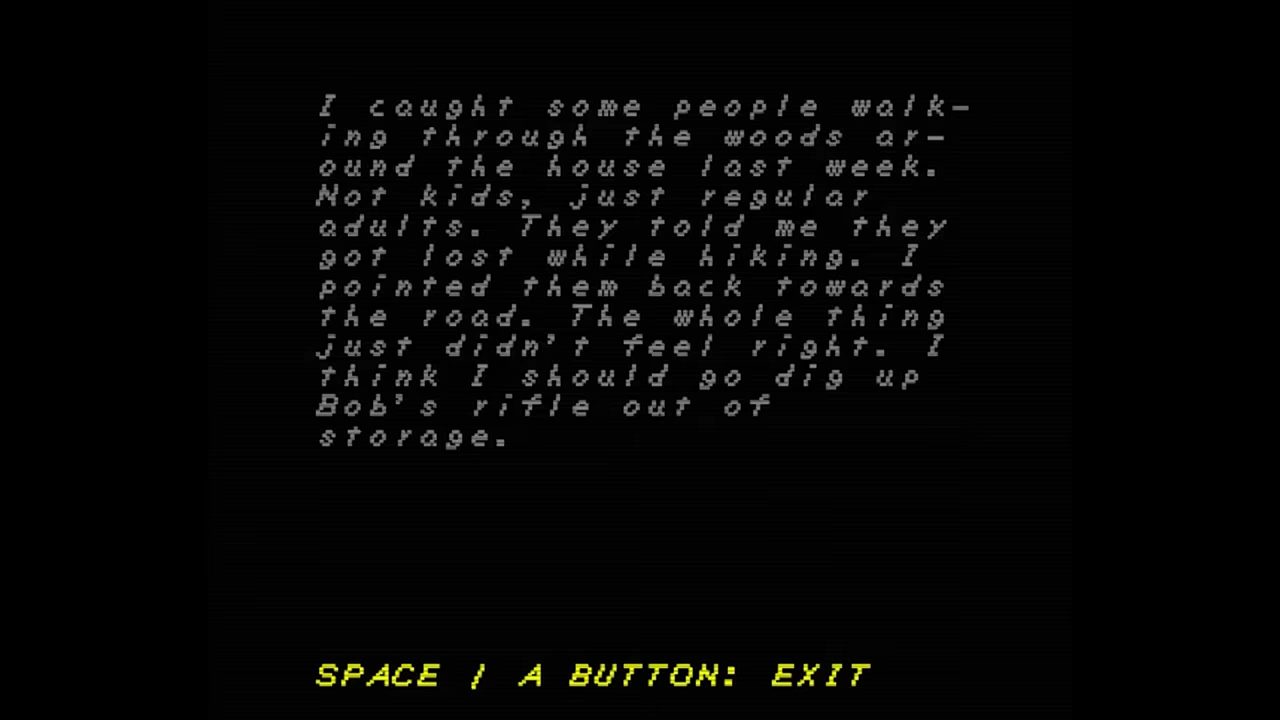 I caught some people walk-
ing through the woods ar-
ound the house last week.
Not kids, just regular
adults. They told me they
got lost while hiking. I
pointed them back towards
the road. The whole thing
just didn't feel right. I
think I should go dig up
Bob's rifle out of
storage.
SPACE / A BUTTON: EXIT